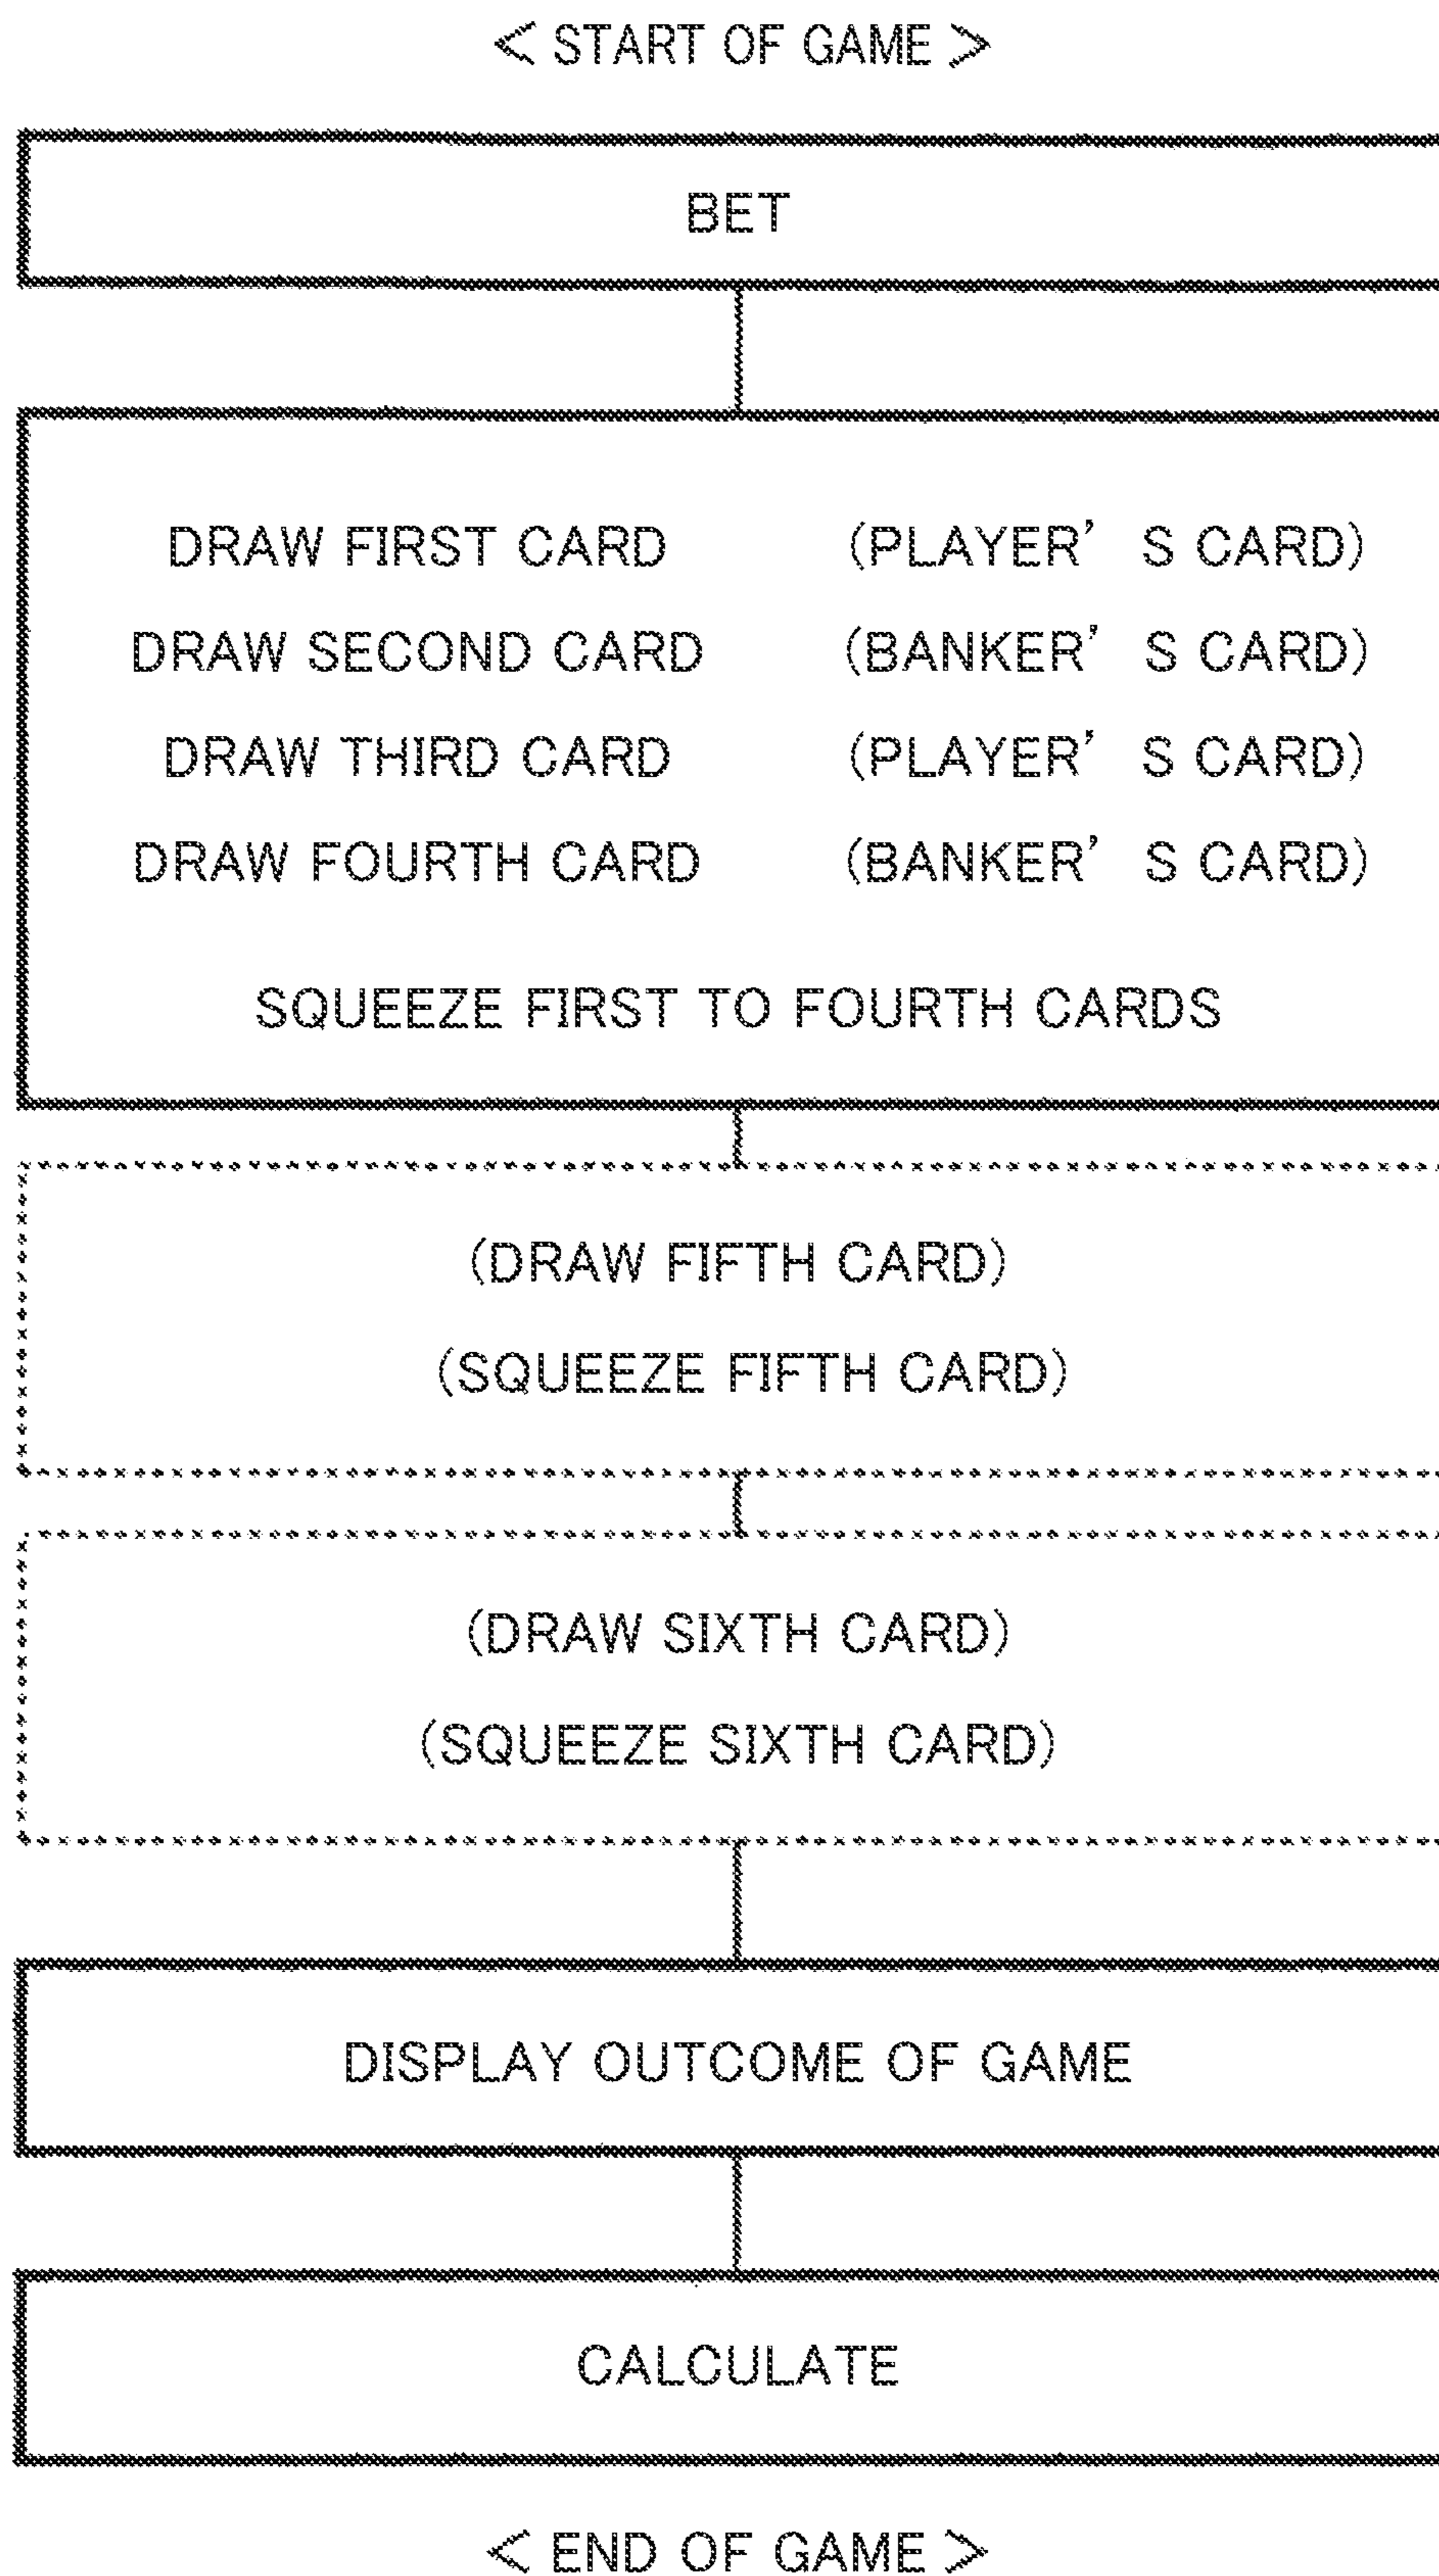 < START OF GAME >
BET
DRAW FIRST CARD (PLAYER' S CARD)
DRAW SECOND CARD (BANKER' S CARD)
DRAW THIRD CARD (PLAYER' S CARD)
DRAW FOURTH CARD (BANKER' S CARD)
SQUEEZE FIRST TO FOURTH CARDS
(DRAW FIFTH CARD)
(SQUEEZE FIFTH CARD)
(DRAW SIXTH CARD)
(SQUEEZE SIXTH CARD)
DISPLAY OUTCOME OF GAME
CALCULATE
< END OF GAME >